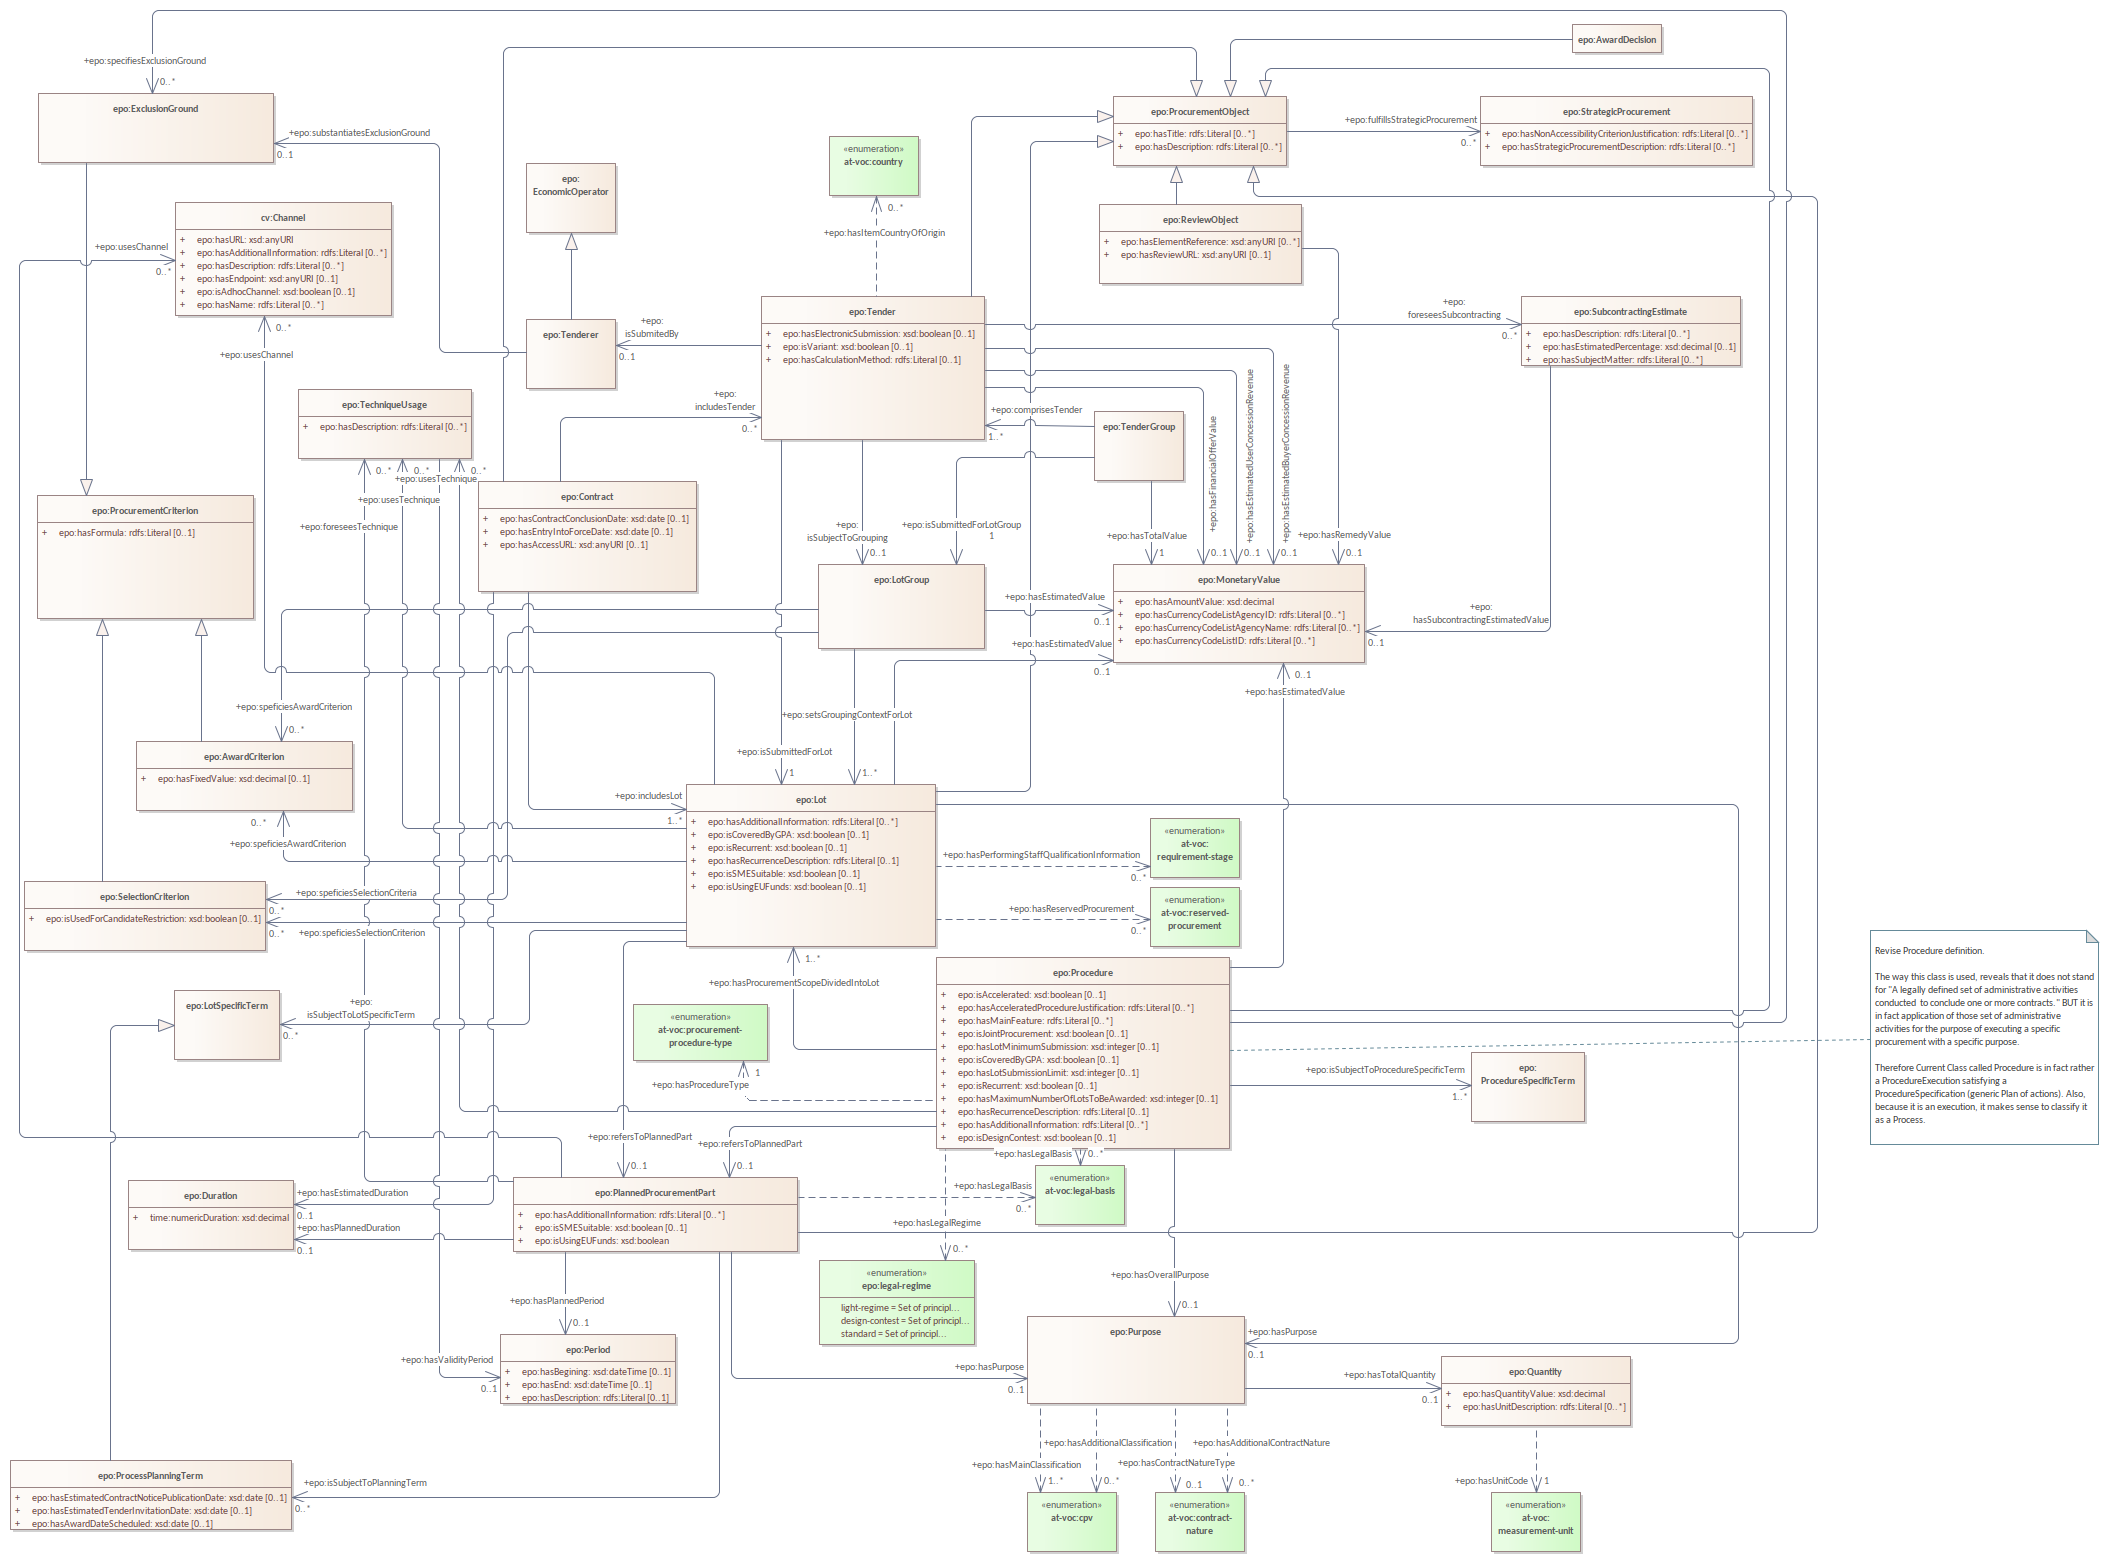 epo:AwardDecision
+epo:specifiesExclusionGround
0..*
epo:ExclusionGround
+epo:substantiatesExclusionGround
0..1
epo:ProcurementObject
+ epo:hasTitle: rdfs:Literal [0..*]
+ epo:hasDescription: rdfs:Literal [0..*]
+epo:fulfillsStrategicProcurement
0..*
epo:StrategicProcurement
+ epo:hasNonAccessibilityCriterionJustification: rdfs:Literal [0..*]
+ epo:hasStrategicProcurementDescription: rdfs:Literal [0..*]
«enumeration»
at-voc:country
0..*
+epo:hasItemCountryOfOrigin
epo:
EconomicOperator
cv:Channel
+ epo:hasURL: xsd:anyURI
+ epo:hasAdditionalInformation: rdfs:Literal [0..*]
+ epo:hasDescription: rdfs:Literal [0..*]
+ epo:hasEndpoint: xsd:anyURI [0..1]
+ epo:isAdhocChannel: xsd:boolean [0..1]
+ epo:hasName: rdfs:Literal [0..*]
+epo:usesChannel
0..*
0..*
+epo:usesChannel
epo:ReviewObject
+ epo:hasElementReference: xsd:anyURI [0..*]
+ epo:hasReviewURL: xsd:anyURI [0..1]
epo:Tenderer
+epo:
isSubmitedBy
0..1
epo:Tender
+ epo:hasElectronicSubmission: xsd:boolean [0..1]
+ epo:isVariant: xsd:boolean [0..1]
+ epo:hasCalculationMethod: rdfs:Literal [0..1]
+epo:
foreseesSubcontracting
0..*
epo:SubcontractingEstimate
+ epo:hasDescription: rdfs:Literal [0..*]
+ epo:hasEstimatedPercentage: xsd:decimal [0..1]
+ epo:hasSubjectMatter: rdfs:Literal [0..*]
epo:TechniqueUsage
+ epo:hasDescription: rdfs:Literal [0..*]
0..*
0..*
0..*
+epo:usesTechnique
+epo:usesTechnique
+epo:foreseesTechnique
+epo:
includesTender
0..*
+epo:comprisesTender
1..*
epo:TenderGroup
+epo:hasFinancialOfferValue
+epo:hasEstimatedUserConcessionRevenue
+epo:hasEstimatedBuyerConcessionRevenue
epo:ProcurementCriterion
+ epo:hasFormula: rdfs:Literal [0..1]
epo:Contract
+ epo:hasContractConclusionDate: xsd:date [0..1]
+ epo:hasEntryIntoForceDate: xsd:date [0..1]
+ epo:hasAccessURL: xsd:anyURI [0..1]
+epo:
isSubjectToGrouping
0..1
+epo:isSubmittedForLotGroup
1
+epo:hasTotalValue
1
0..1
0..1
0..1
+epo:hasRemedyValue
0..1
epo:LotGroup
+epo:hasEstimatedValue
0..1
+epo:hasEstimatedValue
0..1
epo:MonetaryValue
+ epo:hasAmountValue: xsd:decimal
+ epo:hasCurrencyCodeListAgencyID: rdfs:Literal [0..*]
+ epo:hasCurrencyCodeListAgencyName: rdfs:Literal [0..*]
+ epo:hasCurrencyCodeListID: rdfs:Literal [0..*]
+epo:
hasSubcontractingEstimatedValue
0..1
0..1
+epo:hasEstimatedValue
+epo:speficiesAwardCriterion
0..*
+epo:setsGroupingContextForLot
+epo:isSubmittedForLot
1
1..*
epo:AwardCriterion
+ epo:hasFixedValue: xsd:decimal [0..1]
0..*
+epo:speficiesAwardCriterion
+epo:includesLot
1..*
epo:Lot
+ epo:hasAdditionalInformation: rdfs:Literal [0..*]
+ epo:isCoveredByGPA: xsd:boolean [0..1]
+ epo:isRecurrent: xsd:boolean [0..1]
+ epo:hasRecurrenceDescription: rdfs:Literal [0..1]
+ epo:isSMESuitable: xsd:boolean [0..1]
+ epo:isUsingEUFunds: xsd:boolean [0..1]
+epo:hasPerformingStaffQualificationInformation
0..*
«enumeration»
at-voc:
requirement-stage
+epo:hasReservedProcurement
0..*
«enumeration»
at-voc:reserved-
procurement
epo:SelectionCriterion
+ epo:isUsedForCandidateRestriction: xsd:boolean [0..1]
+epo:speficiesSelectionCriteria
0..*
0..*
+epo:speficiesSelectionCriterion
1..*
+epo:hasProcurementScopeDividedIntoLot
epo:LotSpecificTerm
+epo:
isSubjectToLotSpecificTerm
0..*
«enumeration»
at-voc:procurement-
procedure-type
1
+epo:hasProcedureType
epo:Procedure
+ epo:isAccelerated: xsd:boolean [0..1]
+ epo:hasAcceleratedProcedureJustification: rdfs:Literal [0..*]
+ epo:hasMainFeature: rdfs:Literal [0..*]
+ epo:isJointProcurement: xsd:boolean [0..1]
+ epo:hasLotMinimumSubmission: xsd:integer [0..1]
+ epo:isCoveredByGPA: xsd:boolean [0..1]
+ epo:hasLotSubmissionLimit: xsd:integer [0..1]
+ epo:isRecurrent: xsd:boolean [0..1]
+ epo:hasMaximumNumberOfLotsToBeAwarded: xsd:integer [0..1]
+ epo:hasRecurrenceDescription: rdfs:Literal [0..1]
+ epo:hasAdditionalInformation: rdfs:Literal [0..*]
+ epo:isDesignContest: xsd:boolean [0..1]
+epo:isSubjectToProcedureSpecificTerm
1..*
epo:
ProcedureSpecificTerm
Revise Procedure definition.
The way this class is used, reveals that it does not stand
for "A legally defined set of administrative activities
conducted to conclude one or more contracts." BUT it is
in fact application of those set of administrative
activities for the purpose of executing a specific
procurement with a specific purpose.
Therefore Current Class called Procedure is in fact rather
a ProcedureExecution satisfying a
ProcedureSpecification (generic Plan of actions). Also,
because it is an execution, it makes sense to classify it
as a Process.
+epo:refersToPlannedPart
0..1
+epo:refersToPlannedPart
0..1
+epo:hasLegalBasis
0..*
«enumeration»
at-voc:legal-basis
+epo:hasLegalBasis
0..*
epo:Duration
+ time:numericDuration: xsd:decimal
+epo:hasEstimatedDuration
0..1
+epo:hasPlannedDuration
0..1
epo:PlannedProcurementPart
+ epo:hasAdditionalInformation: rdfs:Literal [0..*]
+ epo:isSMESuitable: xsd:boolean [0..1]
+ epo:isUsingEUFunds: xsd:boolean
+epo:hasLegalRegime
0..*
«enumeration»
epo:legal-regime
light-regime = Set of principl...
design-contest = Set of principl...
standard = Set of principl...
+epo:hasOverallPurpose
0..1
+epo:hasPlannedPeriod
0..1
+epo:hasValidityPeriod
0..1
epo:Period
+ epo:hasBegining: xsd:dateTime [0..1]
+ epo:hasEnd: xsd:dateTime [0..1]
+ epo:hasDescription: rdfs:Literal [0..1]
epo:Purpose
+epo:hasPurpose
0..1
+epo:hasPurpose
0..1
+epo:hasTotalQuantity
0..1
epo:Quantity
+ epo:hasQuantityValue: xsd:decimal
+ epo:hasUnitDescription: rdfs:Literal [0..*]
+epo:hasAdditionalClassification
+epo:hasAdditionalContractNature
+epo:hasMainClassification
+epo:hasContractNatureType
1..*
0..*
0..1
0..*
+epo:hasUnitCode
1
epo:ProcessPlanningTerm
+ epo:hasEstimatedContractNoticePublicationDate: xsd:date [0..1]
+ epo:hasEstimatedTenderInvitationDate: xsd:date [0..1]
+ epo:hasAwardDateScheduled: xsd:date [0..1]
+epo:isSubjectToPlanningTerm
0..*
«enumeration»
at-voc:cpv
«enumeration»
at-voc:contract-
nature
«enumeration»
at-voc:
measurement-unit